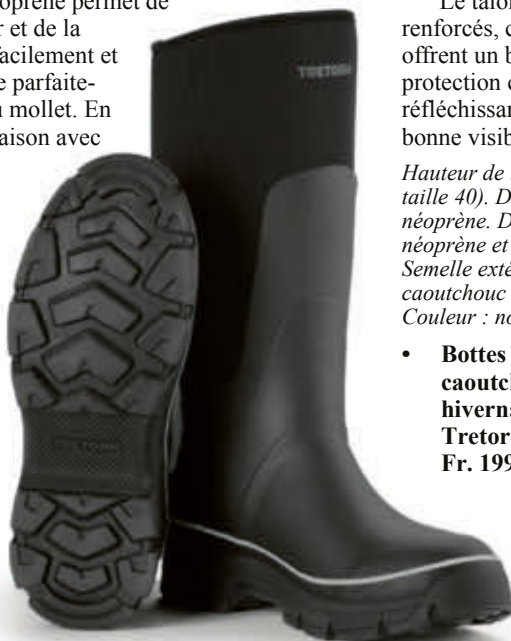 oprène permet de
et de la
facilement et
parfaite-
mollet. En
aison avec
Le talon
renforcés, c
offrent un b
protection d
réfléchissan
bonne visib
Hauteur de
taille 40). D
néoprène. D
néoprène et
Semelle exté
caoutchouc
Couleur : no
• Bottes
caoutch
hiverna
Tretor
Fr. 199
TRETORN
TRETORN